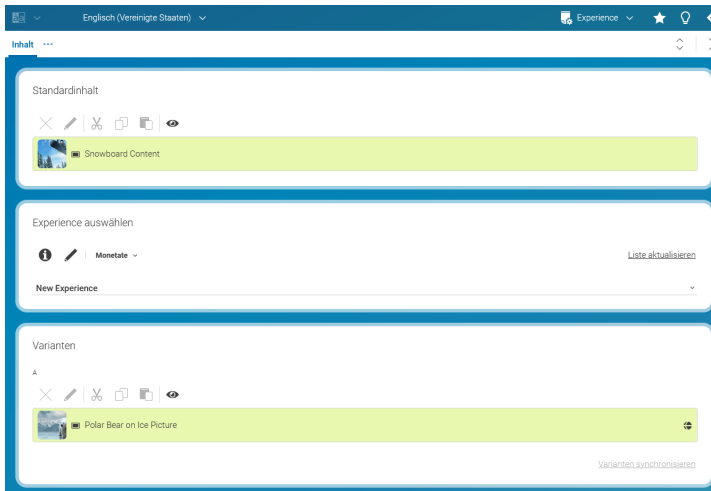 Englisch (Vereinigte Staaten)
Experience
Inhalt
Standardinhalt
Snowboard Content
Experience auswählen
Monetate
Liste aktualisieren
New Experience
Varianten
A
Polar Bear on Ice Picture
Varianten synchronisieren